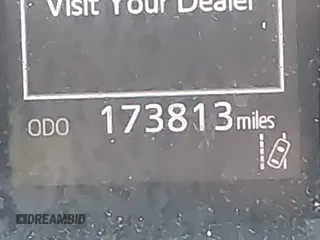 Visit Your Dealer
ODO 173813 miles
DREAMBID